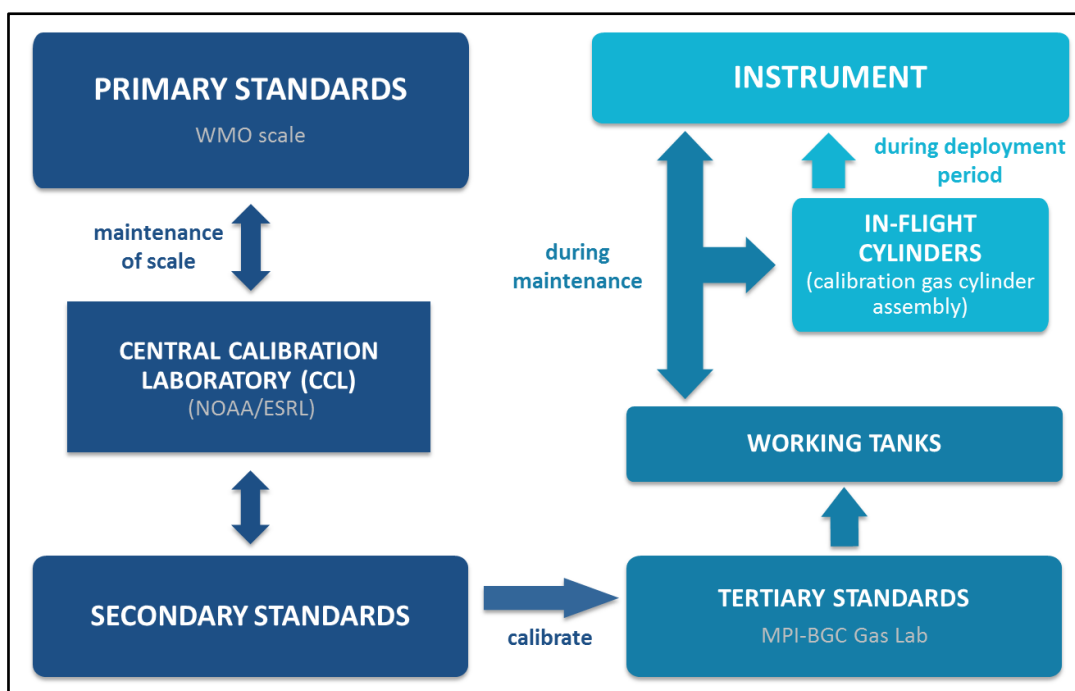 PRIMARY STANDARDS
WMO scale
maintenance
of scale
CENTRAL CALIBRATION
LABORATORY (CCL)
(NOAA/ESRL)
SECONDARY STANDARDS
calibrate
TERTIARY STANDARDS
MPI-BGC Gas Lab
WORKING TANKS
during
maintenance
IN-FLIGHT
CYLINDERS
(calibration gas cylinder
assembly)
during deployment
period
INSTRUMENT